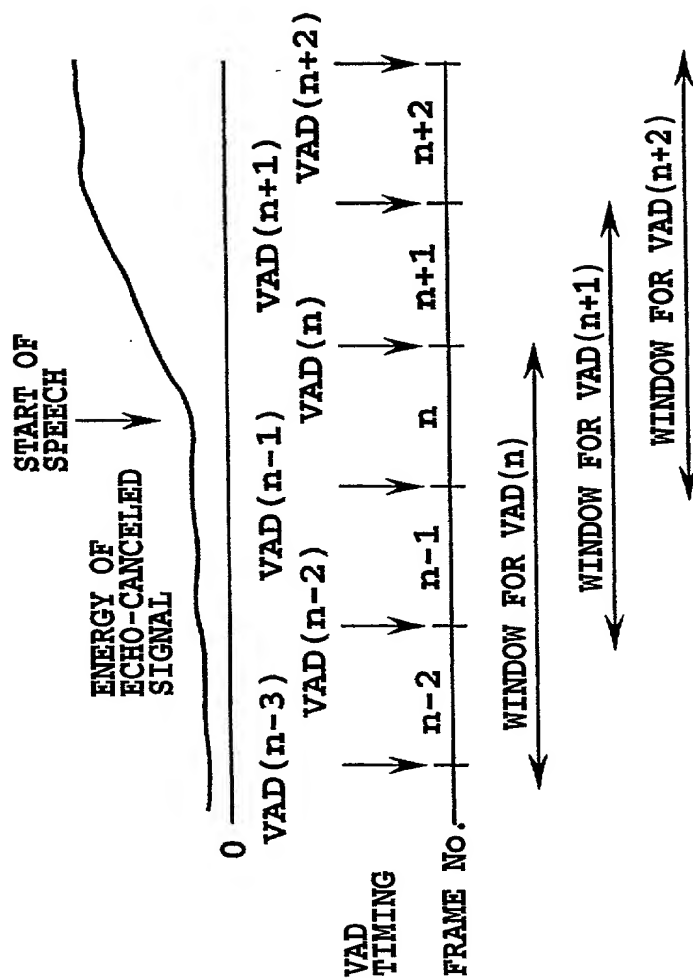 START OF
SPEECH
ENERGY OF
ECHO-CANCELED
SIGNAL
0
VAD(n-3)
VAD(n-2)
VAD(n-1)
VAD(n)
VAD(n+1)
VAD(n+2)
VAD
TIMING
FRAME No.
n-2
n-1
n
n+1
n+2
WINDOW FOR VAD(n)
WINDOW FOR VAD(n+1)
WINDOW FOR VAD(n+2)